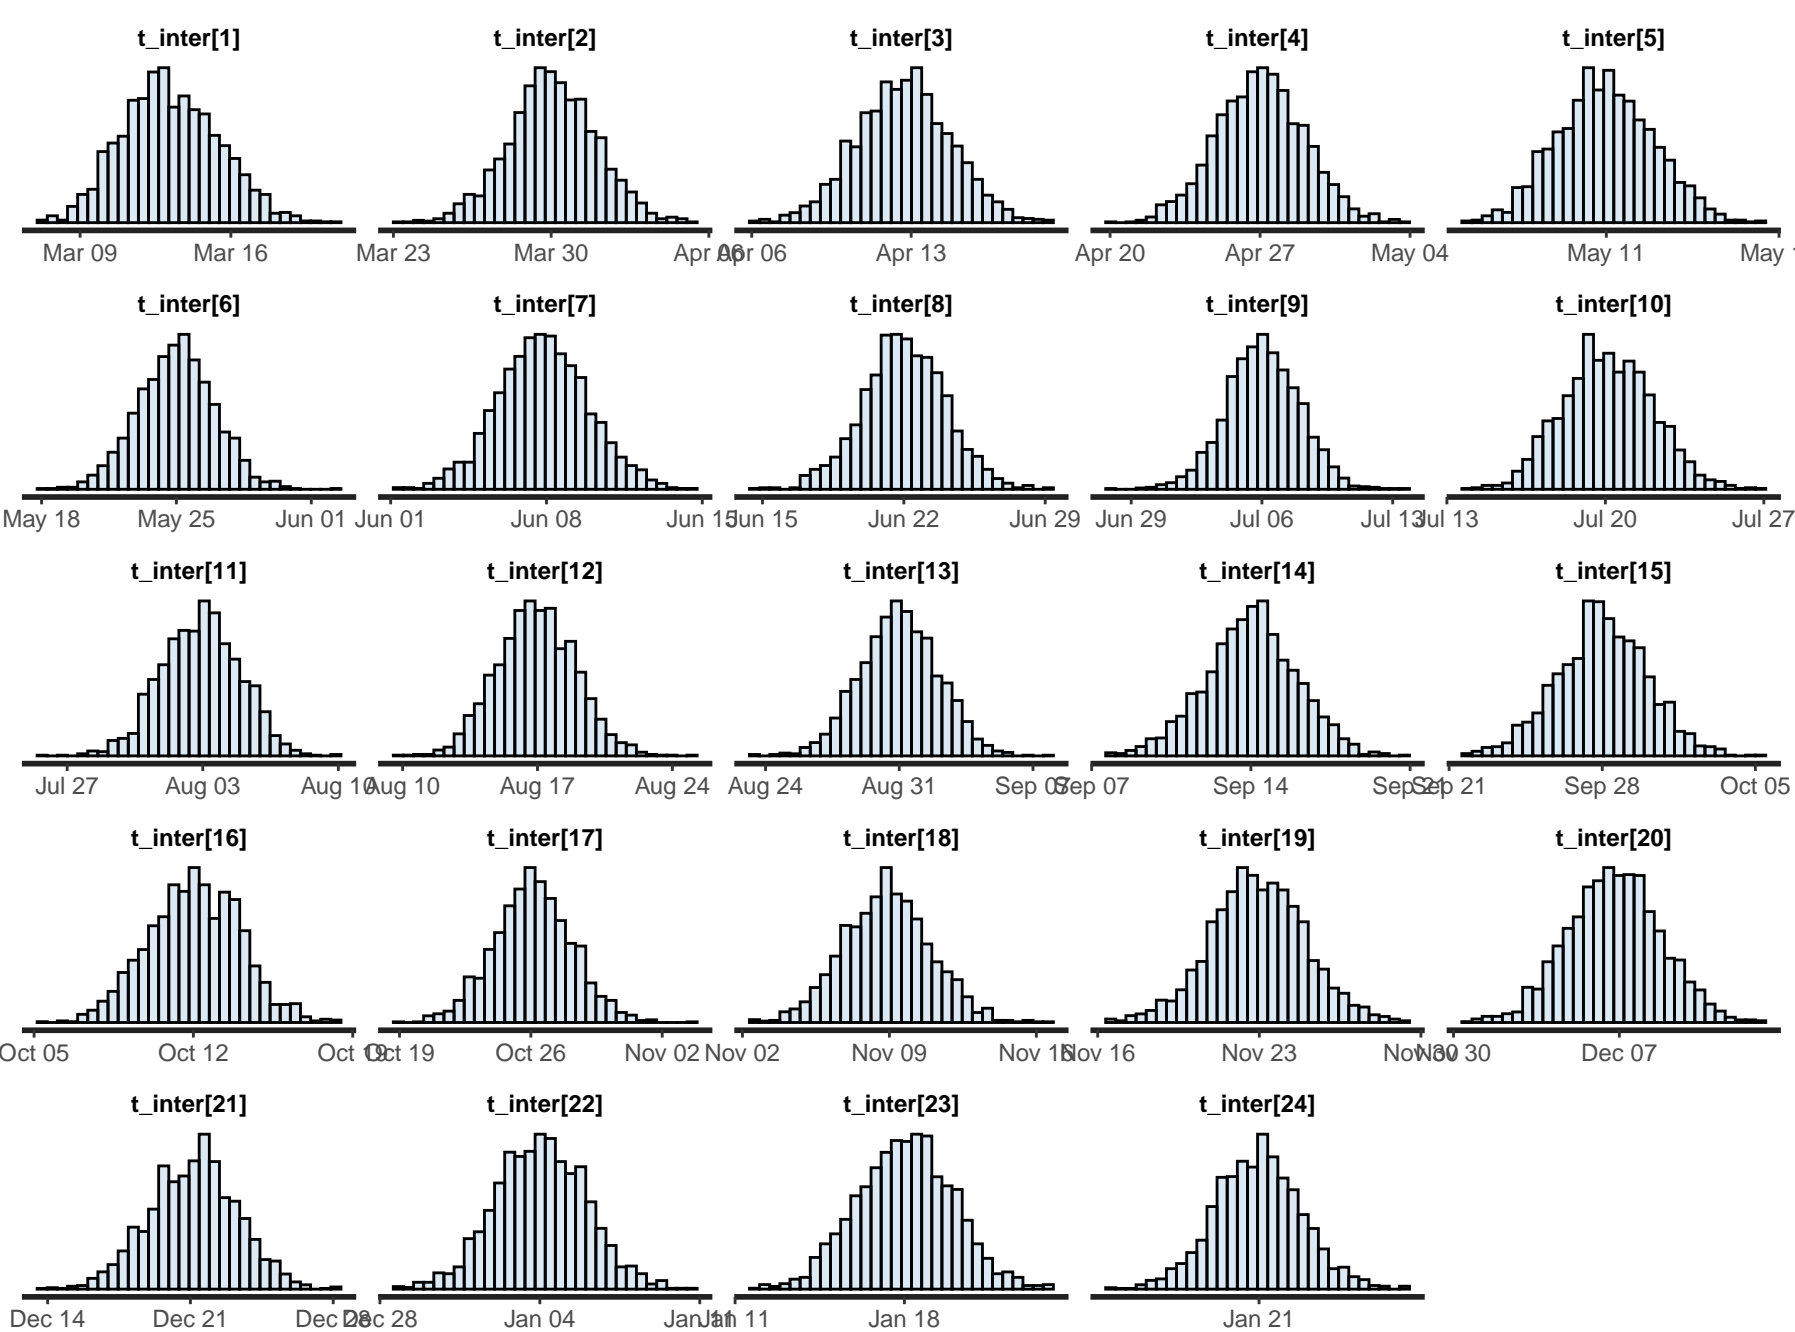 t_inter[1] t_inter[2] t_inter[3] t_inter[4] t_inter[5]
Mar 09 Mar 16 Mar 23 Mar 30 Apr 06 Apr 06 Apr 13 Apr 20 Apr 27 May 04 May 11 May
t_inter[6] t_inter[7] t_inter[8] t_inter[9] t_inter[10]
May 18 May 25 Jun 01 Jun 01 Jun 08 Jun 15 Jun 15 Jun 22 Jun 29 Jun 29 Jul 06 Jul 13 Jul 13 Jul 20 Jul 27
t_inter[11] t_inter[12] t_inter[13] t_inter[14] t_inter[15]
Jul 27 Aug 03 Aug 10 Aug 10 Aug 17 Aug 24 Aug 24 Aug 31 Sep 07 Sep 07 Sep 14 Sep 21 Sep 21 Sep 28 Oct 05
t_inter[16] t_inter[17] t_inter[18] t_inter[19] t_inter[20]
Oct 05 Oct 12 Oct 19 Oct 19 Oct 26 Nov 02 Nov 02 Nov 09 Nov 16 Nov 16 Nov 23 Nov 30 Nov 30 Dec 07
t_inter[21] t_inter[22] t_inter[23] t_inter[24]
Dec 14 Dec 21 Dec 28 Dec 28 Jan 04 Jan 11 Jan 11 Jan 18 Jan 21